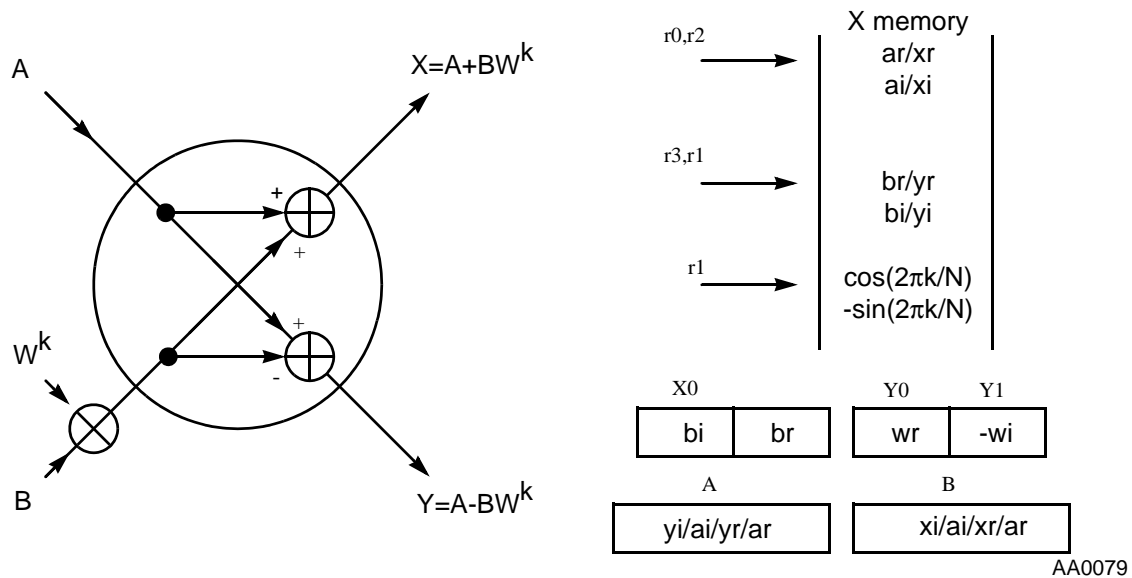 A
X=A+BW^k
+
+
+
-
W^k
B
Y=A-BW^k
X memory
r0,r2
ar/xr
ai/xi
r3,r1
br/yr
bi/yi
r1
cos(2πk/N)
-sin(2πk/N)
X0
Y0 Y1
bi br wr -wi
A B
yi/ai/yr/ar xi/ai/xr/ar
AA0079